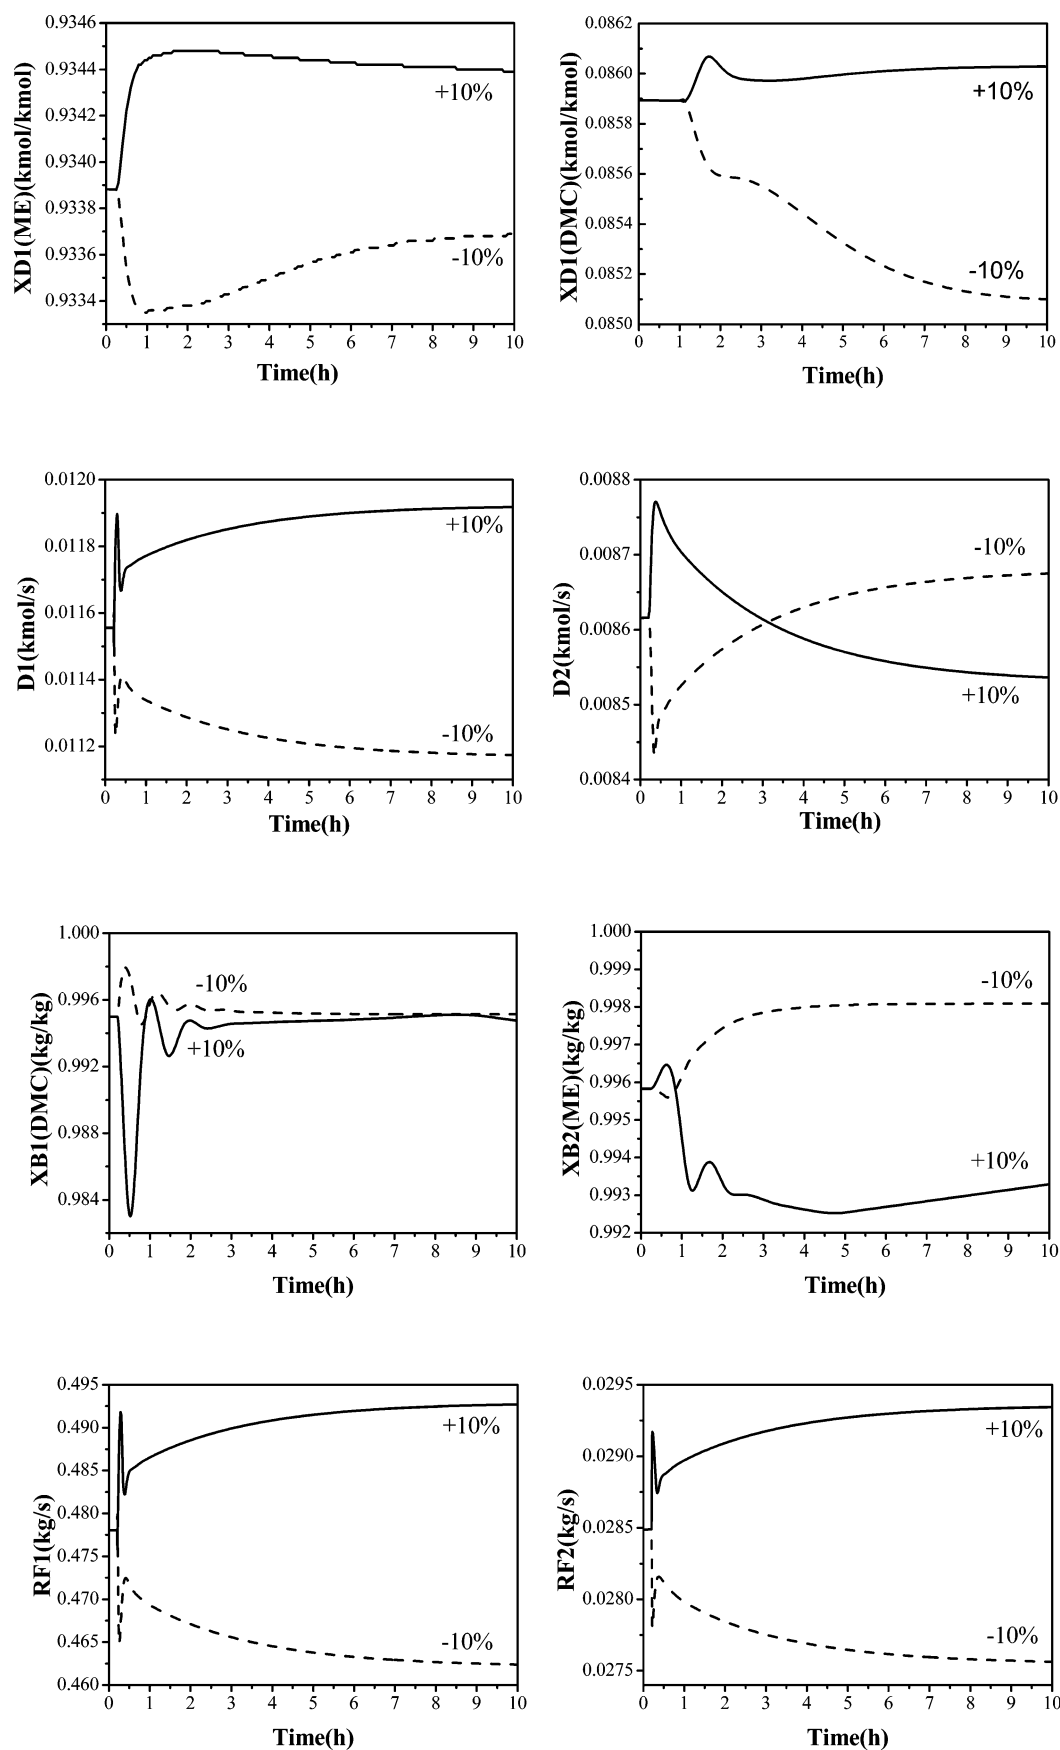 XD1(ME)(kmol/kmol)
0.9346
0.9344
0.9342
0.9340
0.9338
0.9336
0.9334
+10%
-10%
0 1 2 3 4 5 6 7 8 9 10
Time(h)
XD1(DMC)(kmol/kmol)
0.0862
0.0860
0.0858
0.0856
0.0854
0.0852
0.0850
+10%
-10%
0 1 2 3 4 5 6 7 8 9 10
Time(h)
D1(kmol/s)
0.0120
0.0118
0.0116
0.0114
0.0112
+10%
-10%
0 1 2 3 4 5 6 7 8 9 10
Time(h)
D2(kmol/s)
0.0088
0.0087
0.0086
0.0085
0.0084
-10%
+10%
0 1 2 3 4 5 6 7 8 9 10
Time(h)
XB1(DMC)(kg/kg)
1.000
0.996
0.992
0.988
0.984
-10%
+10%
0 1 2 3 4 5 6 7 8 9 10
Time(h)
XB2(ME)(kg/kg)
1.000
0.999
0.998
0.997
0.996
0.995
0.994
0.993
0.992
-10%
+10%
0 1 2 3 4 5 6 7 8 9 10
Time(h)
RF1(kg/s)
0.495
0.490
0.485
0.480
0.475
0.470
0.465
0.460
+10%
-10%
0 1 2 3 4 5 6 7 8 9 10
Time(h)
RF2(kg/s)
0.0295
0.0290
0.0285
0.0280
0.0275
+10%
-10%
0 1 2 3 4 5 6 7 8 9 10
Time(h)